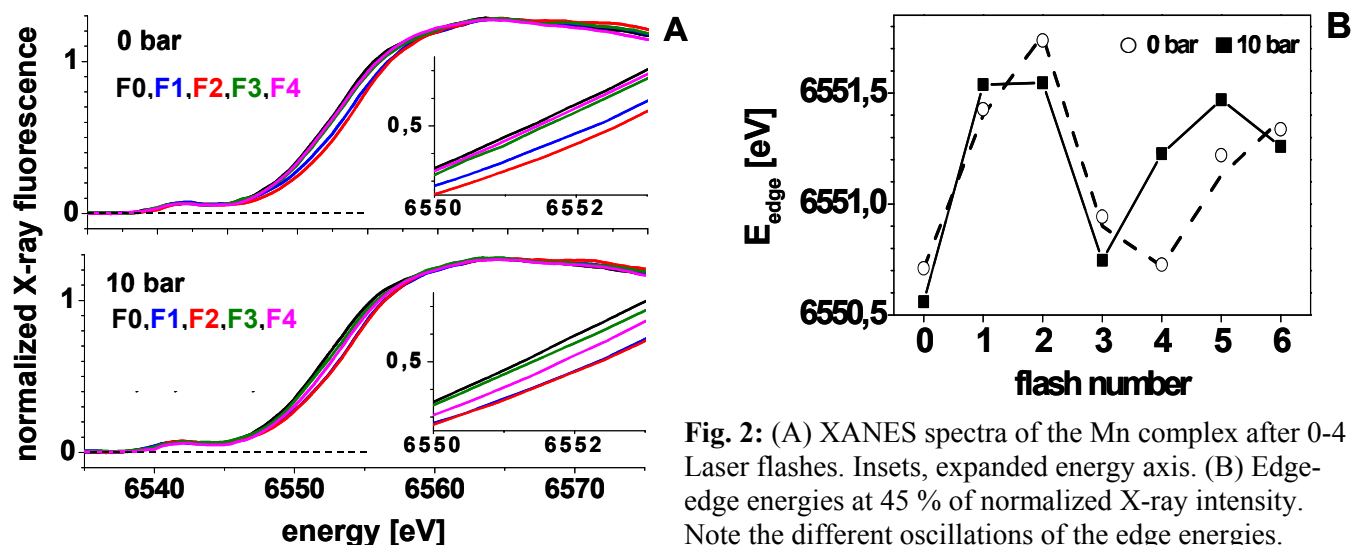 A
0 bar
F0,F1,F2,F3,F4
1
0
0,5
6550 6552
10 bar
F0,F1,F2,F3,F4
1
0
0,5
6550 6552
6540 6550 6560 6570
energy [eV]
normalized X-ray fluorescence
B
0 bar 10 bar
6551,5
6551,0
6550,5
E edge [eV]
0 1 2 3 4 5 6
flash number
Fig. 2: (A) XANES spectra of the Mn complex after 0-4
Laser flashes. Insets, expanded energy axis. (B) Edge-
edge energies at 45 % of normalized X-ray intensity.
Note the different oscillations of the edge energies.